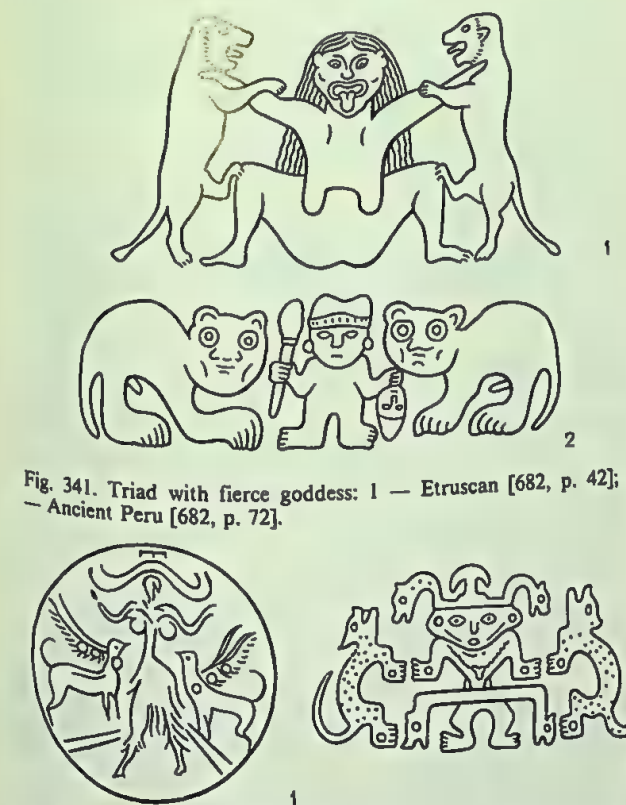 1
2
Fig. 341. Triad with fierce goddess: 1 — Etruscan [682, p. 42];
— Ancient Peru [682, p. 72].
1